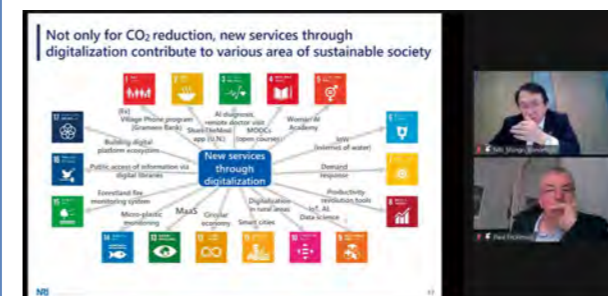 Not only for CO₂ reduction, new services through
digitalization contribute to various area of sustainable society
(Ex)
Village Phone program
(Grameen Bank)
ShareTheMeal
app (U.N.)
AI diagnosis,
remote doctor visit
MOOCs
(open course)
Woman AI
Academy
IoW
(Internet of water)
Building digital
platform ecosystem
Public access of information via
digital libraries
New services
through
digitalization
Demand
response
Forestland fire
monitoring system
Productivity
revolution tools
Micro-plastic
monitoring
MaaS
Circular
economy
Digitalization
in rural areas
Smart cities
IoT, AI,
Data science
NRI